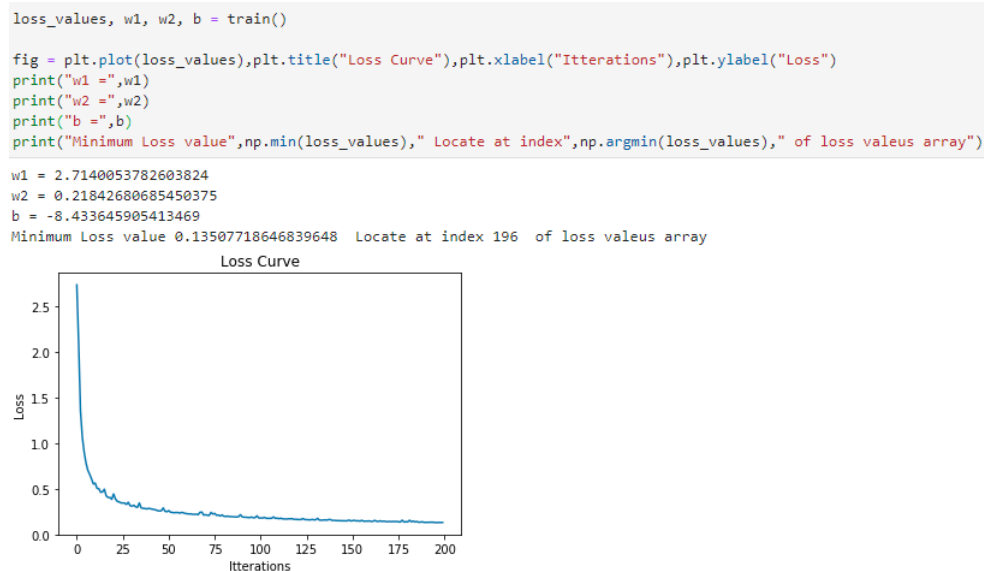 loss_values, w1, w2, b = train()
fig = plt.plot(loss_values),plt.title("Loss Curve"),plt.xlabel("Itterations"),plt.ylabel("Loss")
print("w1 =",w1)
print("w2 =",w2)
print("b =",b)
print("Minimum Loss value",np.min(loss_values)," Locate at index",np.argmin(loss_values)," of loss valeus array")
w1 = 2.7140053782603824
w2 = 0.21842680685450375
b = -8.433645905413469
Minimum Loss value 0.13507718646839648  Locate at index 196  of loss valeus array
Loss Curve
2.5
2.0
1.5
1.0
0.5
0.0
Loss
0 25 50 75 100 125 150 175 200
Itterations